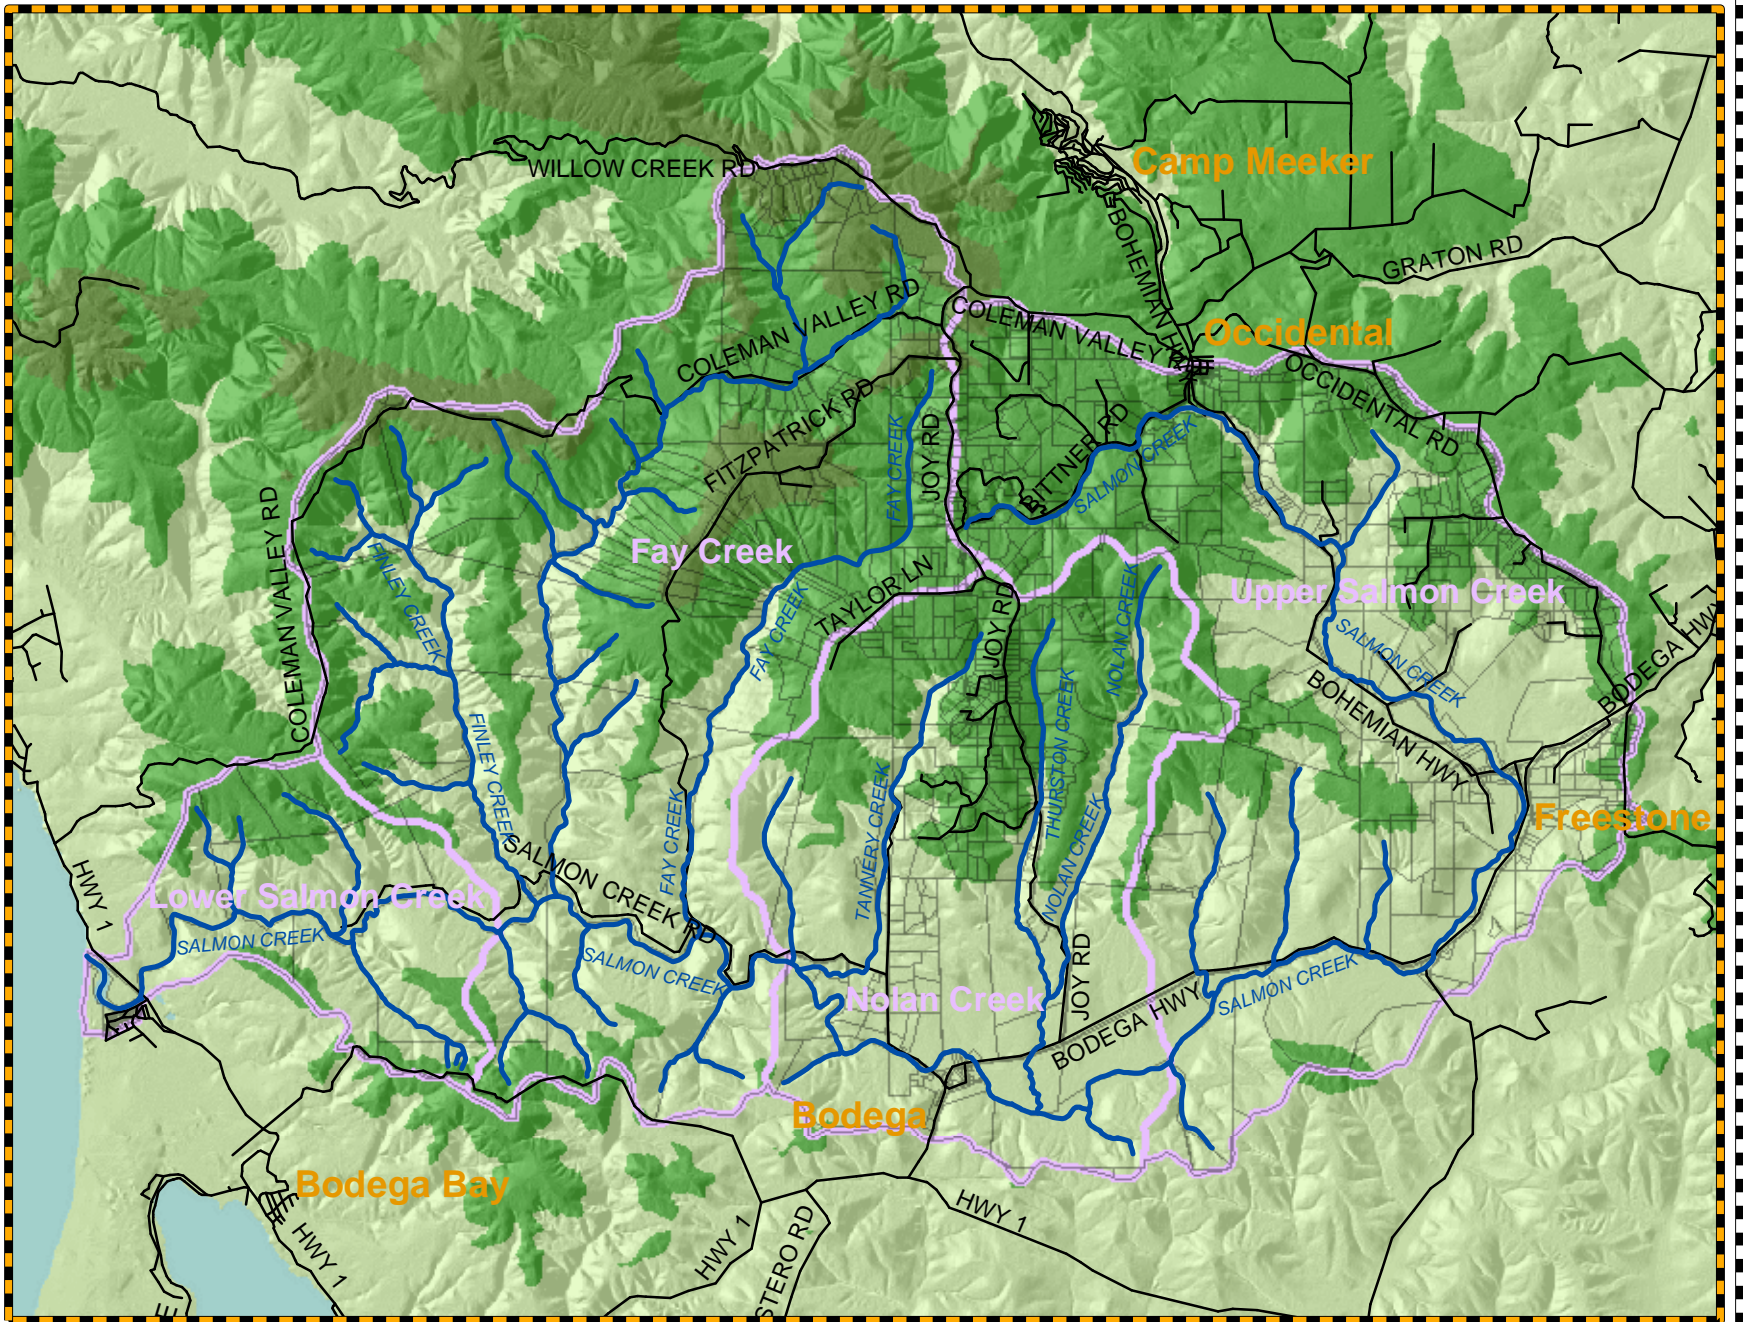 Camp Meeker
WILLOW CREEK RD
BOHEMIAN HWY
GRATON RD
COLEMAN VALLEY RD
COLEMAN VALLEY RD
Occidental
OCCIDENTAL RD
FITZPATRICK RD
FAY CREEK
JOY RD
BITTNER RD
SALMON CREEK
COLEMAN VALLEY RD
FINLEY CREEK
Fay Creek
TAYLOR LN
FAY CREEK
JOY RD
NOLAN CREEK
Upper Salmon Creek
SALMON CREEK
BODEGA HWY
BOHEMIAN HWY
FINLEY CREEK
THURSTON CREEK
TANNERY CREEK
FAY CREEK
NOLAN CREEK
Freestone
HWY 1
Lower Salmon Creek
SALMON CREEK
SALMON CREEK RD
SALMON CREEK
JOY RD
Nolan Creek
BODEGA HWY
SALMON CREEK
Bodega
Bodega Bay
HWY 1
HWY 1
HWY 1
STERO RD
E